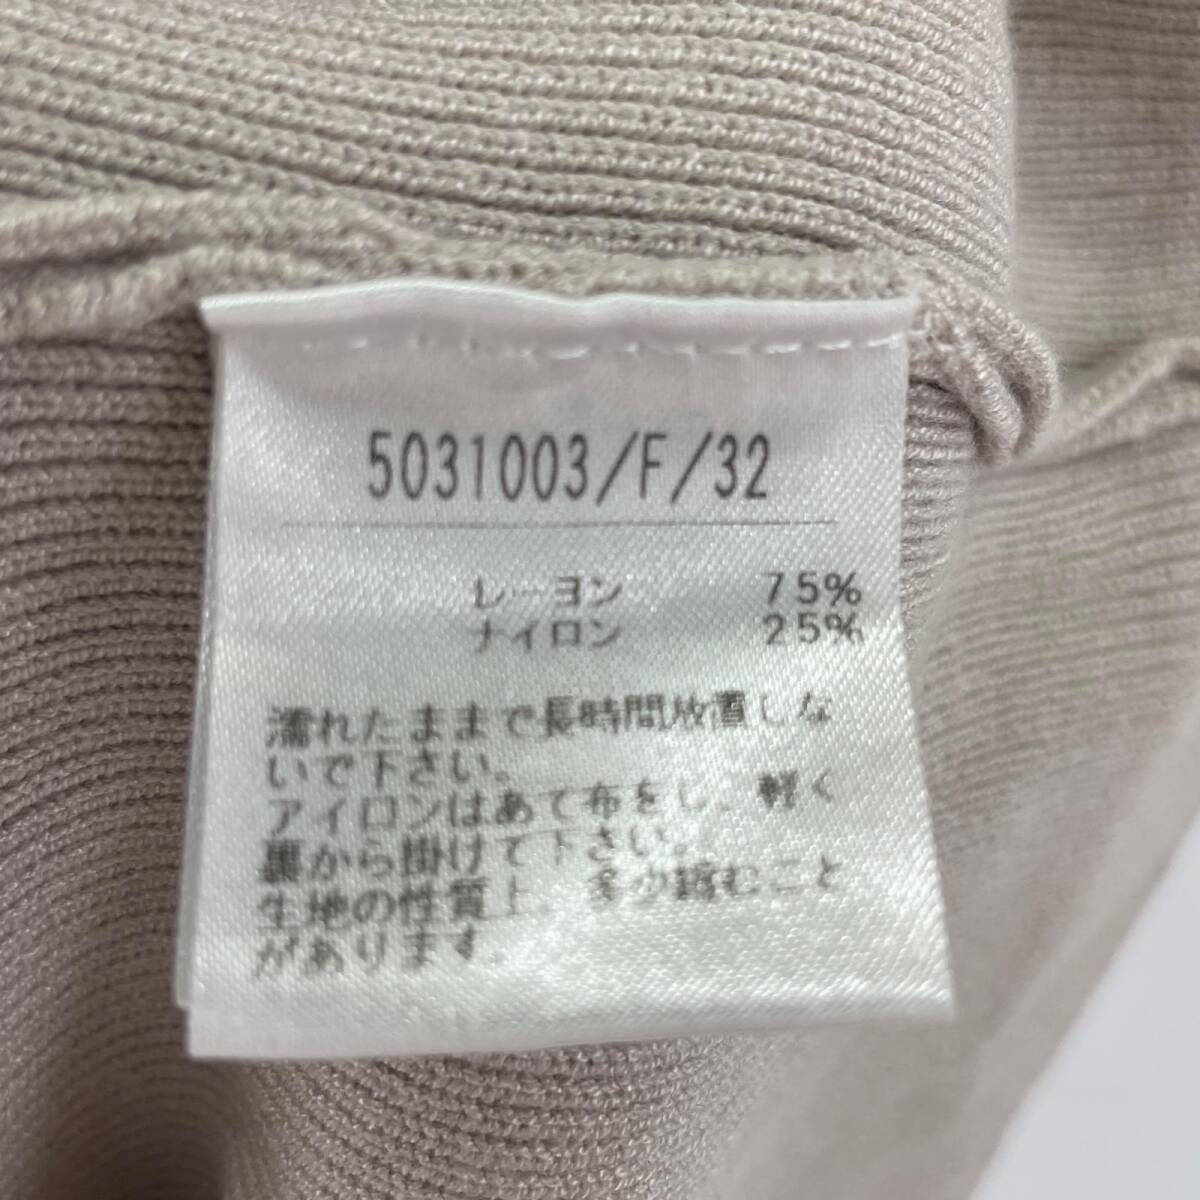 5031003/F/32
レーヨン 75%
ナイロン 25%
濡れたままで長時間放置しな
いで下さい。
アイロンはあて布をし、軽く
裏から掛けて下さい。
生地の性質上、多少縮むこと
があります。